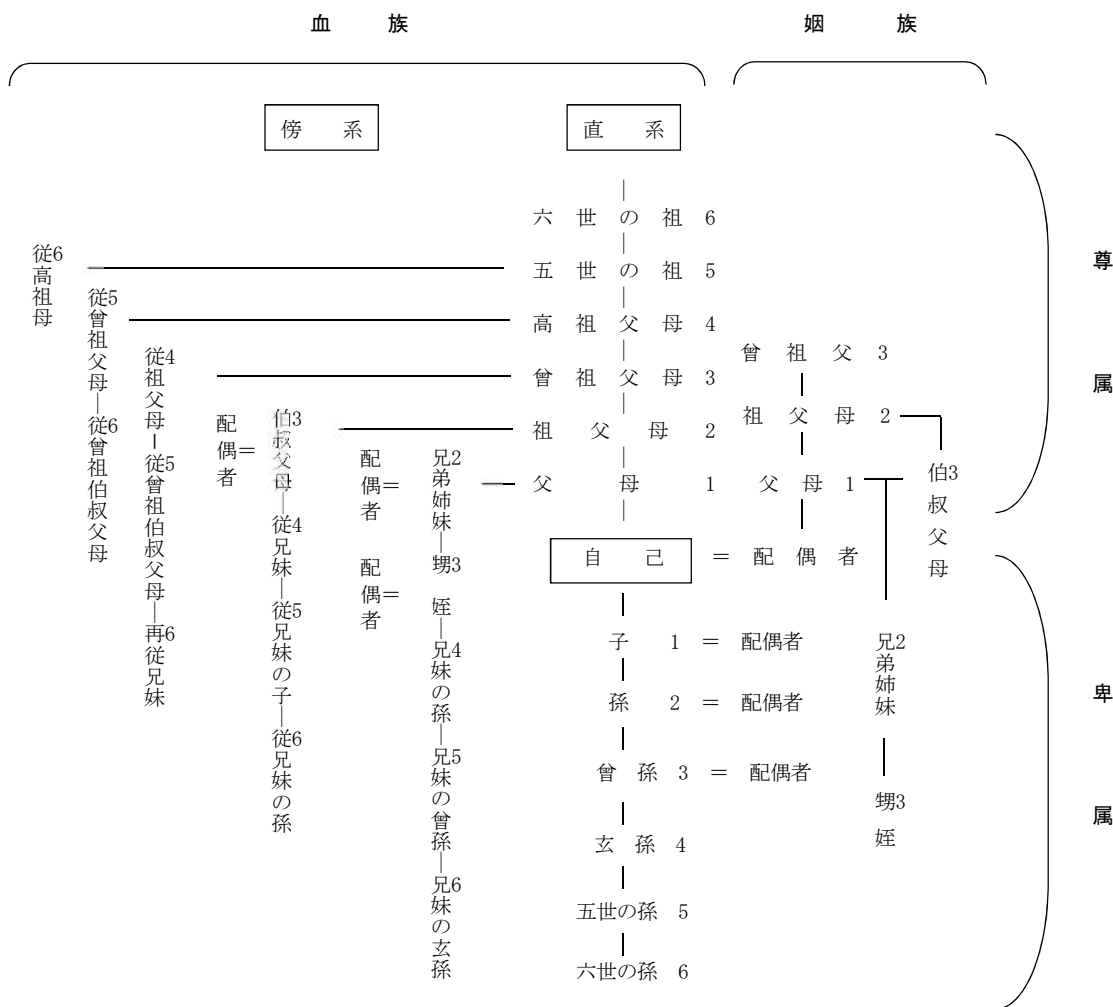 血 族
姻 族
傍 系
直 系
六世の祖 6
五世の祖 5
高祖父母 4
曾祖父母 3
祖父母 2
父母 1
自己 = 配偶者
子 1 = 配偶者
孫 2 = 配偶者
曾孫 3 = 配偶者
玄孫 4
五世の孫 5
六世の孫 6
従6高祖母
従5曾祖父母―従6曾祖伯叔父母
従4祖父母―従5曾祖伯叔父母―再6従兄妹
配偶者=
伯3叔父母―従4兄妹―従5兄妹の子―従6兄妹の孫
配偶者=
配偶者=
兄2弟姉妹―甥3 姪―兄4妹の孫―兄5妹の曾孫―兄6妹の玄孫
曾祖父 3
祖父母 2
父母 1
伯3叔父母
兄2弟姉妹
甥3姪
尊 属
卑 属